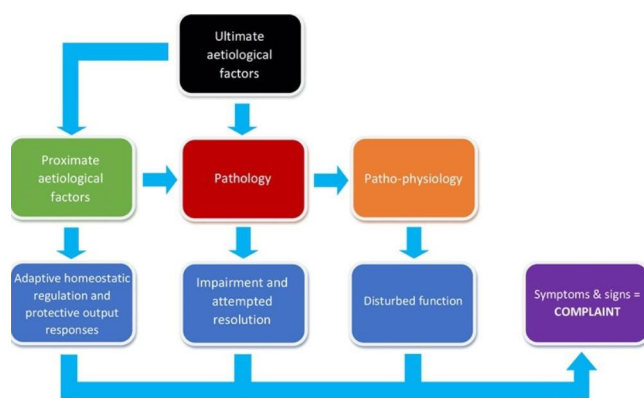 Ultimate
aetiological
factors
Proximate
aetiological
factors
Pathology
Patho-physiology
Adaptive homeostatic
regulation and
protective output
responses
Impairment and
attempted
resolution
Disturbed function
Symptoms & signs =
COMPLAINT